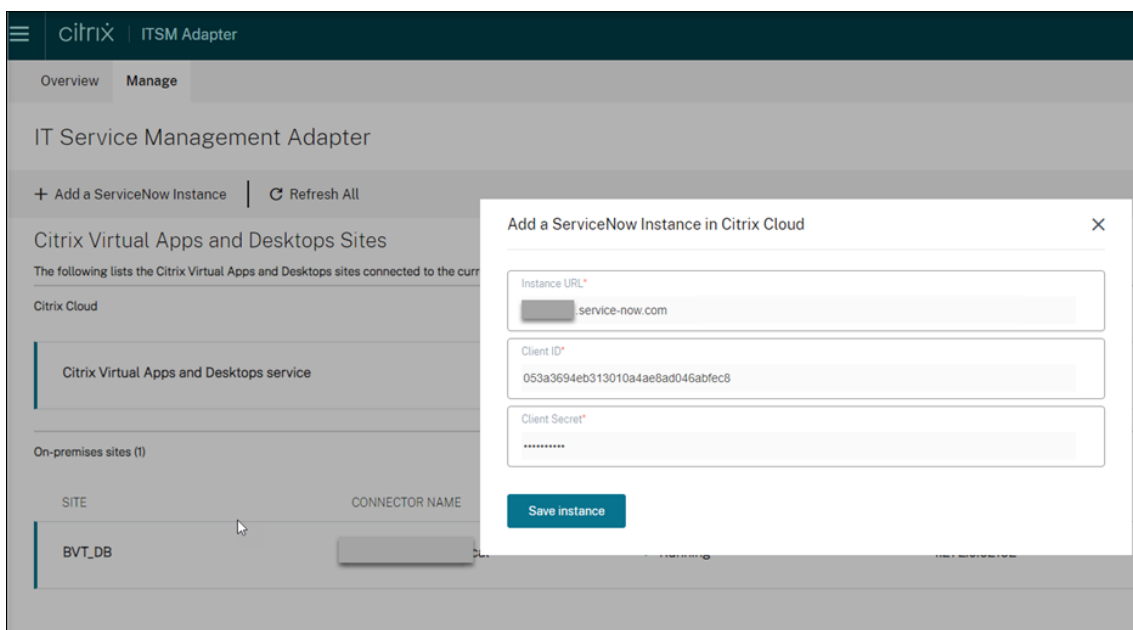 citrix | ITSM Adapter
Overview Manage
IT Service Management Adapter
+ Add a ServiceNow Instance Refresh All
Citrix Virtual Apps and Desktops Sites
The following lists the Citrix Virtual Apps and Desktops sites connected to the curr
Citrix Cloud
Citrix Virtual Apps and Desktops service
On-premises sites (1)
SITE CONNECTOR NAME
BVT_DB
Add a ServiceNow Instance in Citrix Cloud
Instance URL*
.service-now.com
Client ID*
053a3694eb313010a4ae8ad046abfec8
Client Secret*
••••••••••
Save instance